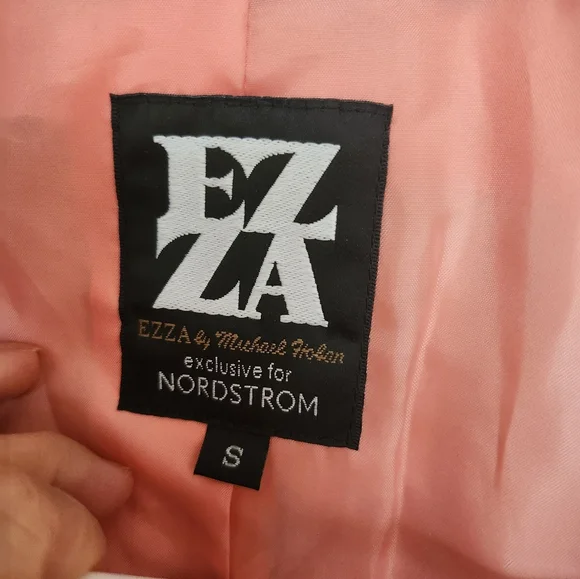 EZ
ZA
EZZA by Michael Hoban
exclusive for
NORDSTROM
S